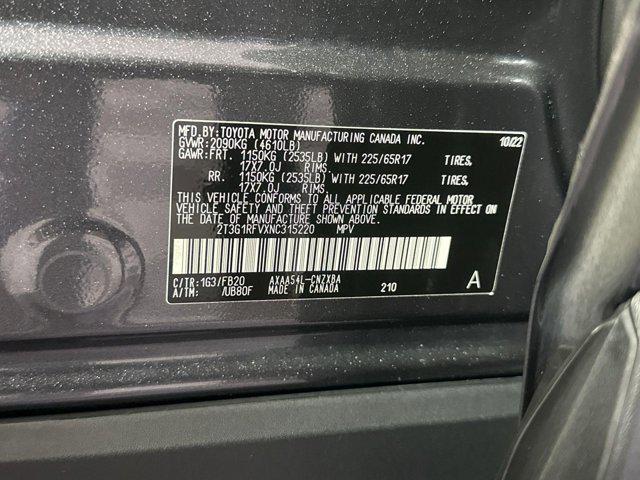 MFD.BY:TOYOTA MOTOR MANUFACTURING CANADA INC. 10/22
GVWR:2090KG (4610LB)
GAWR:FRT. 1150KG (2535LB) WITH 225/65R17 TIRES,
17X7.0J RIMS.
RR. 1150KG (2535LB) WITH 225/65R17 TIRES,
17X7.0J RIMS.
THIS VEHICLE CONFORMS TO ALL APPLICABLE FEDERAL MOTOR
VEHICLE SAFETY AND THEFT PREVENTION STANDARDS IN EFFECT ON
THE DATE OF MANUFACTURE SHOWN ABOVE.
2T3G1RFVXNC315220 MPV
C/TR:1G3/FB20 AXAA54L-CNZXBA
A/TM: /UB80F MADE IN CANADA 210 A